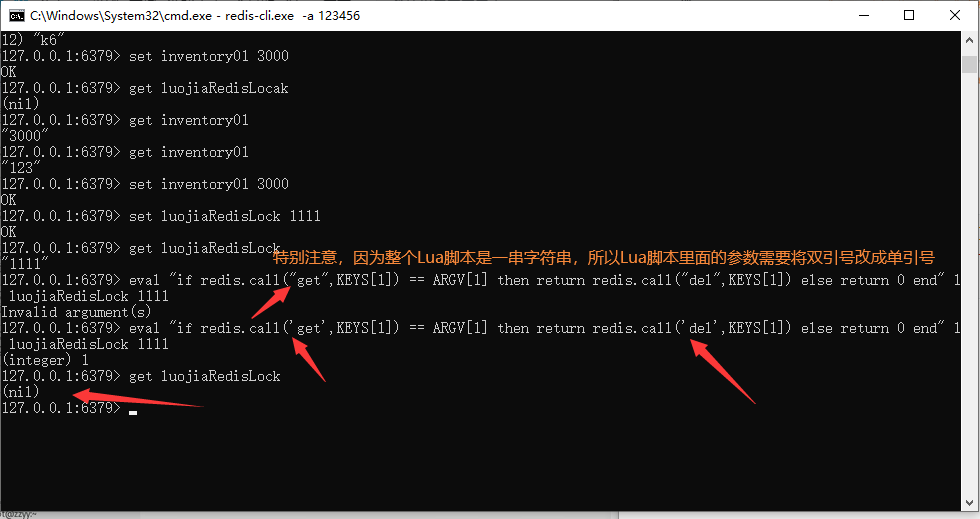 C:\Windows\System32\cmd.exe - redis-cli.exe  -a 123456
12) "k6"
127.0.0.1:6379> set inventory01 3000
OK
127.0.0.1:6379> get luojiaRedisLocak
(nil)
127.0.0.1:6379> get inventory01
"3000"
127.0.0.1:6379> get inventory01
"123"
127.0.0.1:6379> set inventory01 3000
OK
127.0.0.1:6379> set luojiaRedisLock 1111
OK
127.0.0.1:6379> get luojiaRedisLock
特别注意，因为整个Lua脚本是一串字符串，所以Lua脚本里面的参数需要将双引号改成单引号
"1111"
127.0.0.1:6379> eval "if redis.call("get",KEYS[1]) == ARGV[1] then return redis.call("del",KEYS[1]) else return 0 end" 1
luojiaRedisLock 1111
Invalid argument(s)
127.0.0.1:6379> eval "if redis.call('get',KEYS[1]) == ARGV[1] then return redis.call('del',KEYS[1]) else return 0 end" 1
luojiaRedisLock 1111
(integer) 1
127.0.0.1:6379> get luojiaRedisLock
(nil)
127.0.0.1:6379>